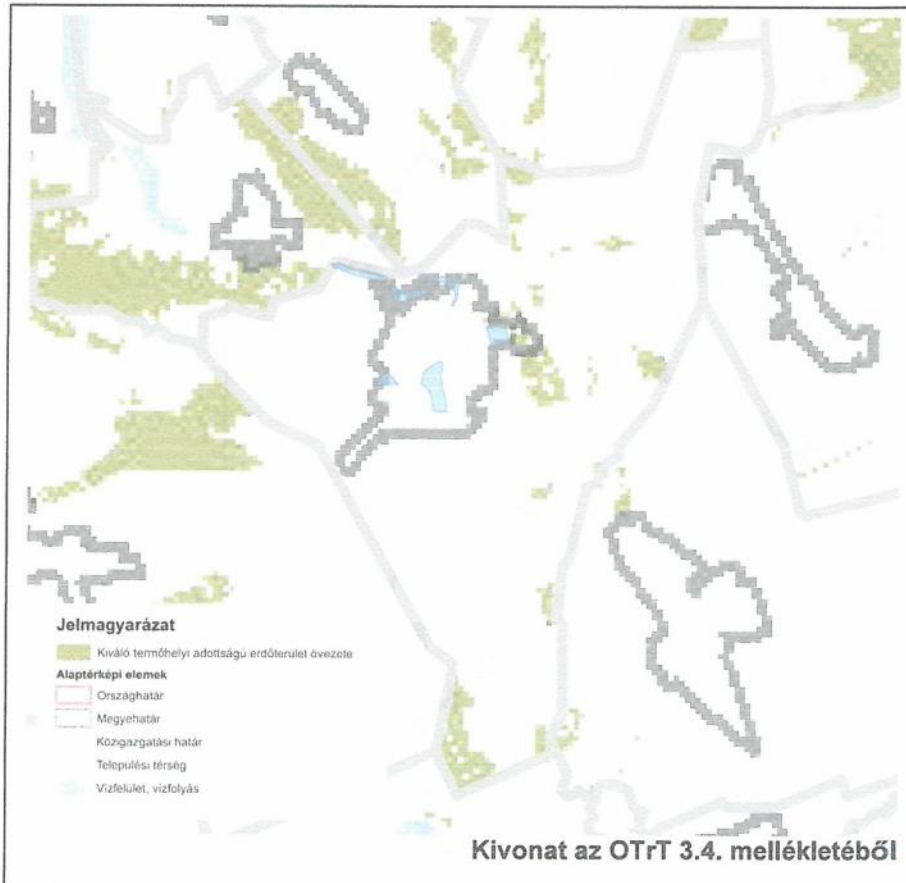 Jelmagyarázat
Kiváló termőhelyi adottságú erdőterület övezete
Alaptérképi elemek
Országhatár
Megyehatár
Közigazgatási határ
Települési térség
Vízfelület, vízfolyás
Kivonat az OTrT 3.4. mellékletéből